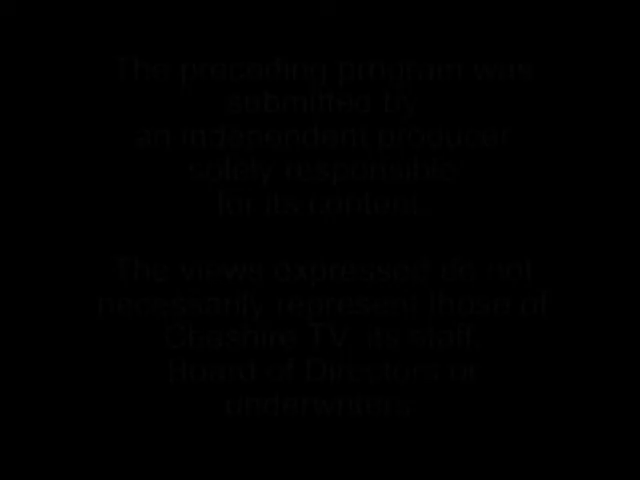 The preceding program was
submitted by
an independent producer
solely responsible
for its content.
The views expressed do not
necessarily represent those of
Cheshire TV, its staff,
Board of Directors or
underwriters.